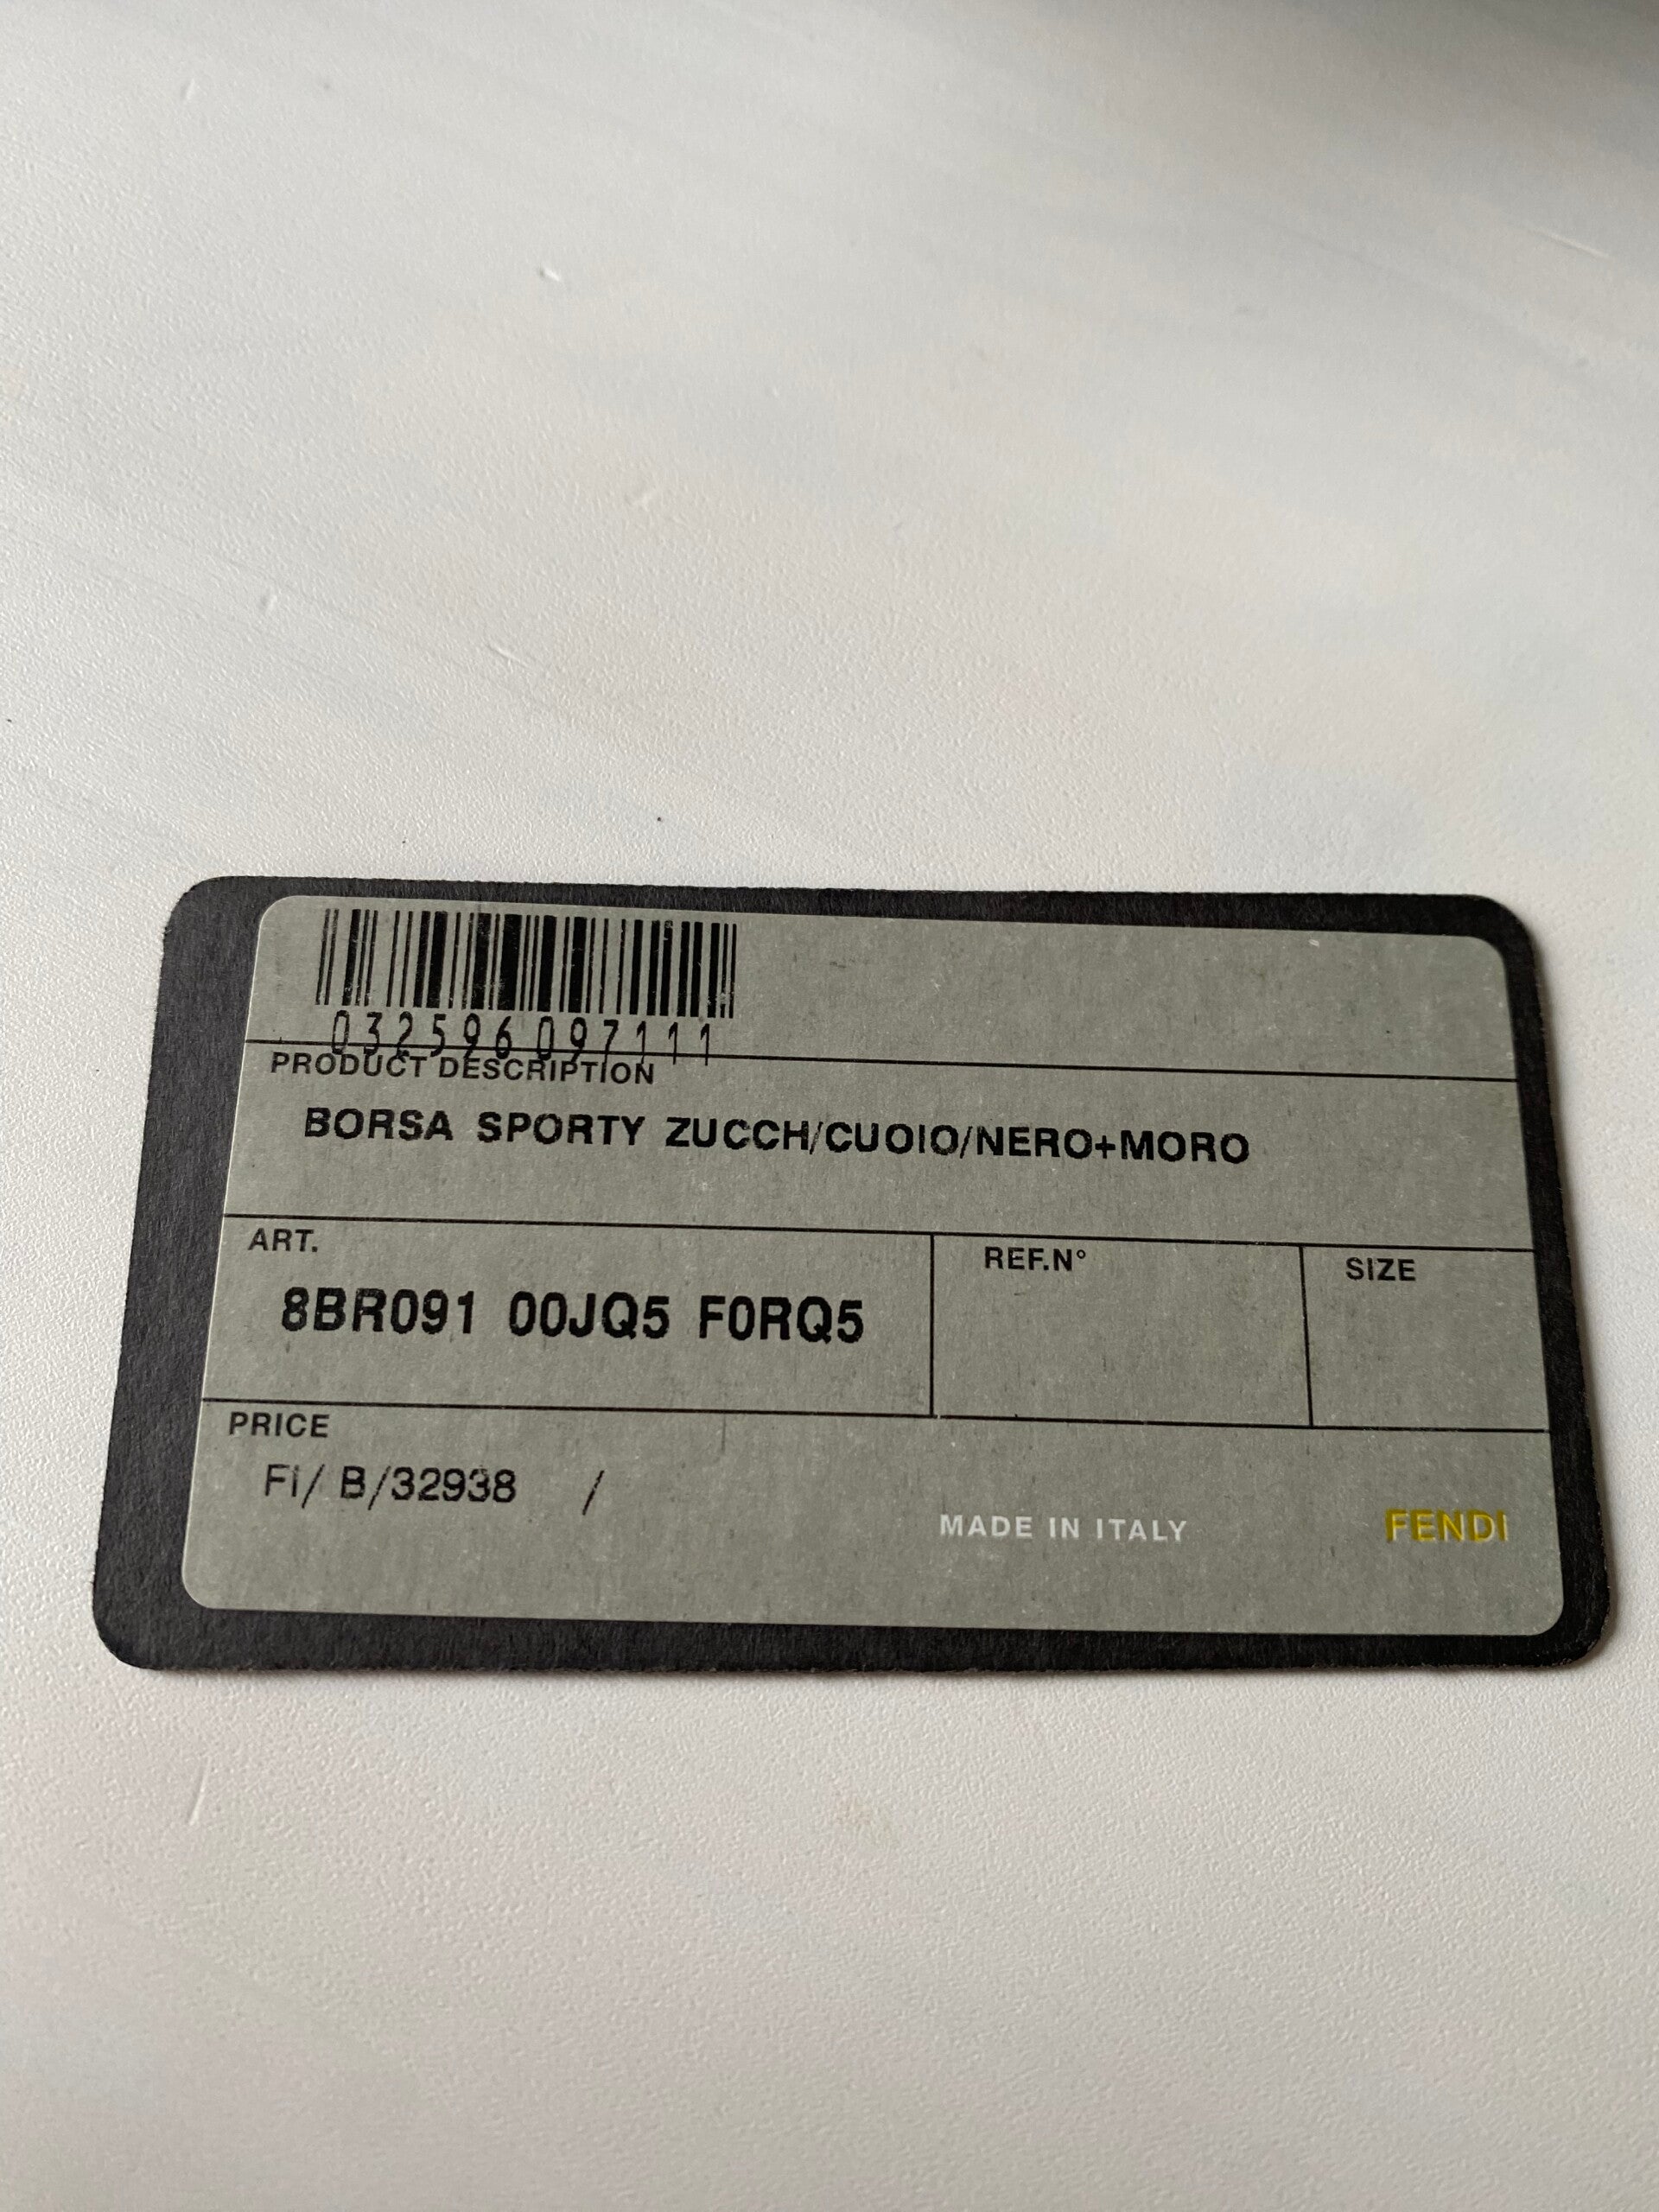 032596097111
PRODUCT DESCRIPTION
BORSA SPORTY ZUCCH/CUOIO/NERO+MORO
ART.
8BR091 00JQ5 F0RQ5
REF.N°
SIZE
PRICE
Fi/ B/32938 /
MADE IN ITALY
FENDI